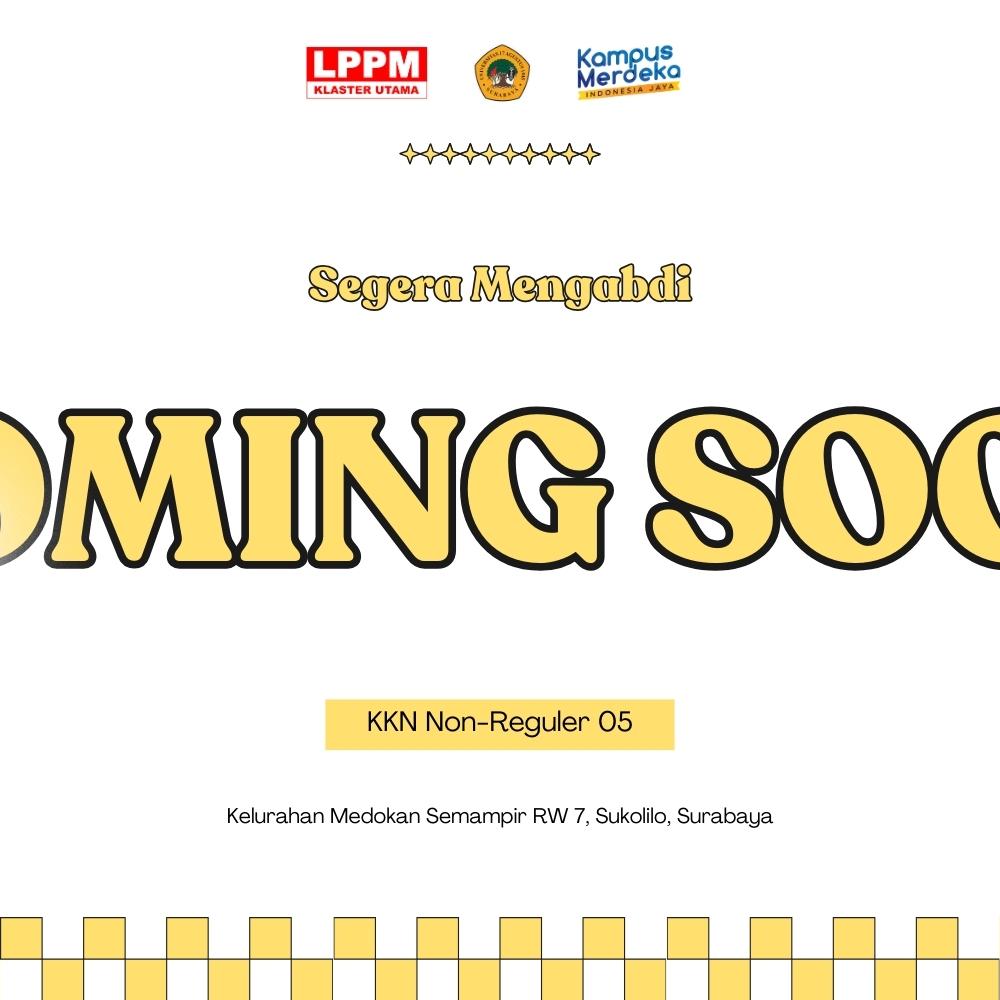 LPPM
KLASTER UTAMA
UNIVERSITAS 17 AGUSTUS 1945
SURABAYA
Kampus
Merdeka
INDONESIA JAYA
Segera Mengabdi
OMING SOO
KKN Non-Reguler 05
Kelurahan Medokan Semampir RW 7, Sukolilo, Surabaya